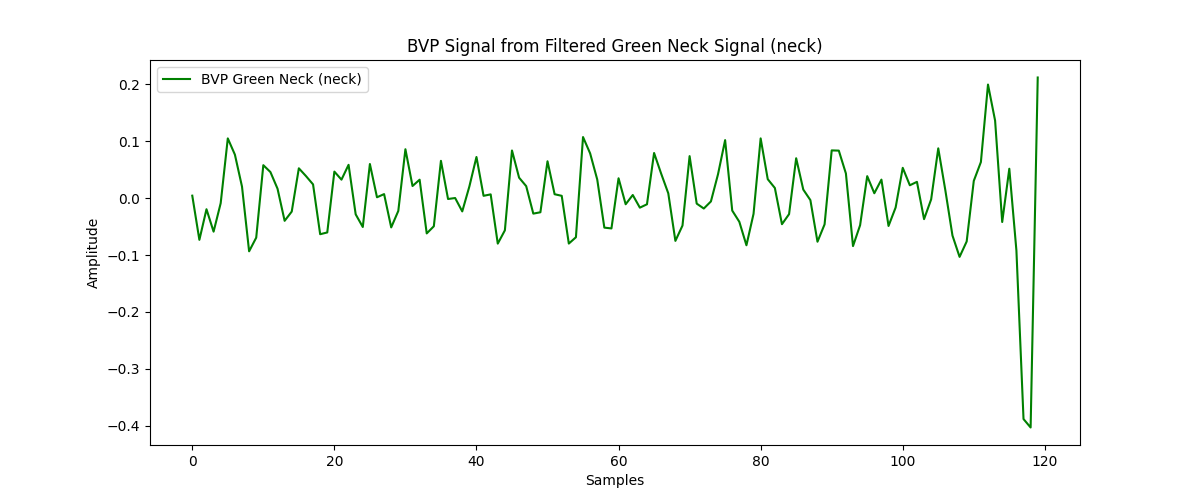 BVP Signal from Filtered Green Neck Signal (neck)
BVP Green Neck (neck)
Amplitude
0.2
0.1
0.0
−0.1
−0.2
−0.3
−0.4
0 20 40 60 80 100 120
Samples